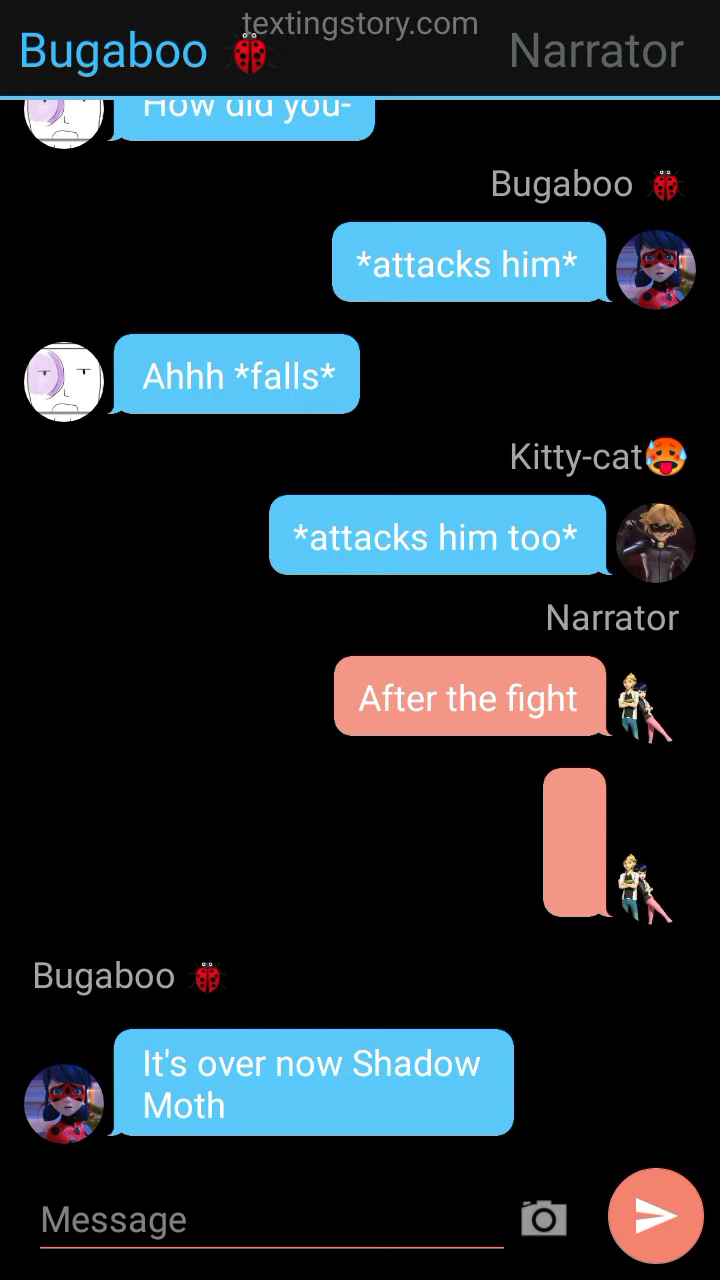 textingstory.com
Bugaboo 🐞 Narrator
How did you-
Bugaboo 🐞
*attacks him*
Ahhh *falls*
Kitty-cat🥵
*attacks him too*
Narrator
After the fight
Bugaboo 🐞
It's over now Shadow
Moth
Message